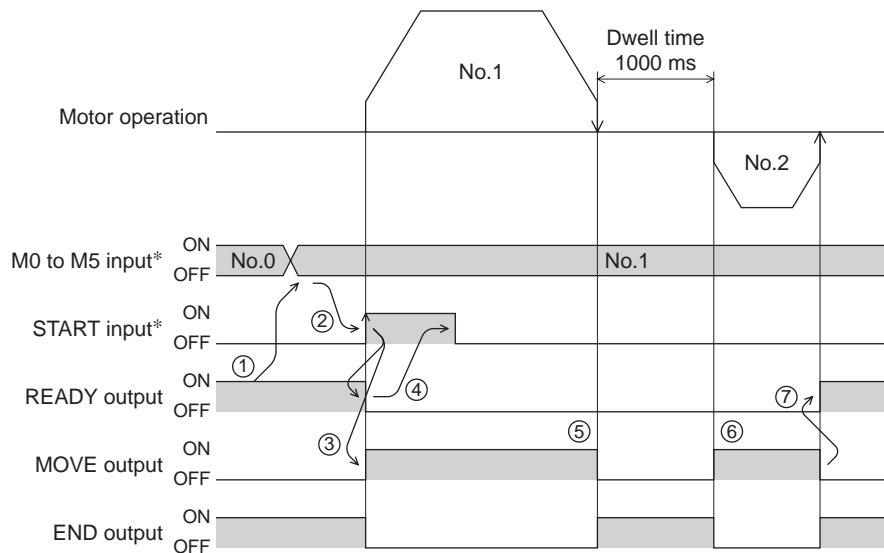 Dwell time
1000 ms
No.1
Motor operation
No.2
M0 to M5 input*
ON
OFF
No.0
No.1
START input*
ON
OFF
②
①
READY output
ON
OFF
④
⑦
③
⑤
⑥
MOVE output
ON
OFF
END output
ON
OFF